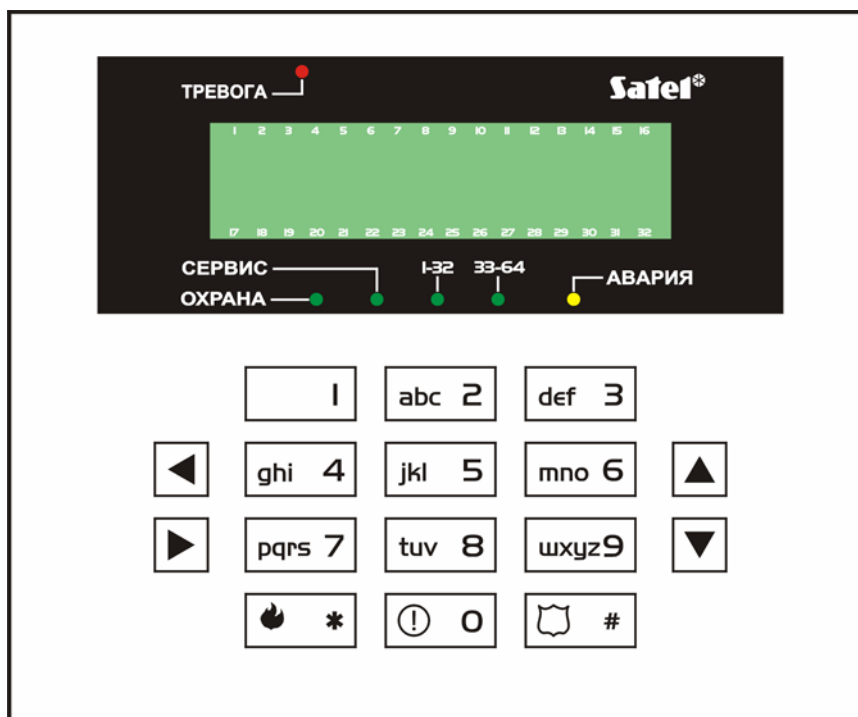 Satel
ТРЕВОГА
1 2 3 4 5 6 7 8 9 10 11 12 13 14 15 16
17 18 19 20 21 22 23 24 25 26 27 28 29 30 31 32
СЕРВИС 1-32 33-64 АВАРИЯ
ОХРАНА
1 abc 2 def 3
ghi 4 jkl 5 mno 6
pqrs 7 tuv 8 wxyz 9
* ! 0 #